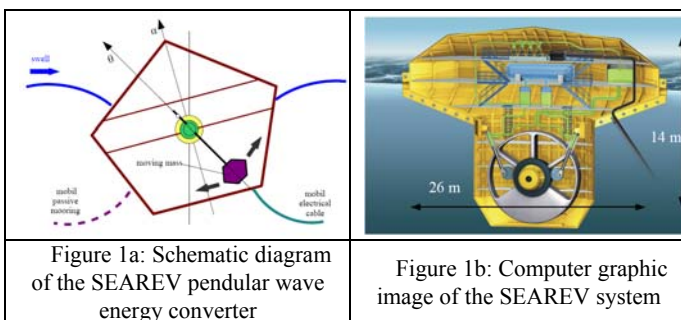 α
θ
swell
moving mass
mobil
passive
mooring
mobil
electrical
cable
14 m
26 m
Figure 1a: Schematic diagram
of the SEAREV pendular wave
energy converter
Figure 1b: Computer graphic
image of the SEAREV system